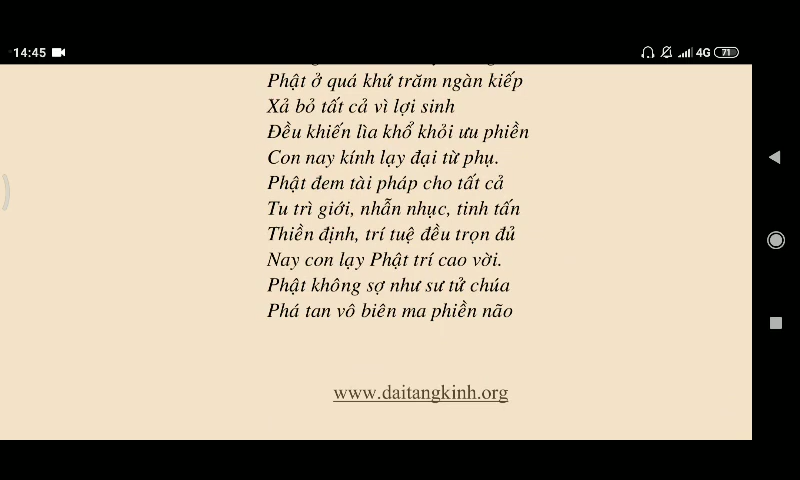 14:45
4G
71
Phật ở quá khứ trăm ngàn kiếp
Xả bỏ tất cả vì lợi sinh
Đều khiến lìa khổ khỏi ưu phiền
Con nay kính lạy đại từ phụ.
Phật đem tài pháp cho tất cả
Tu trì giới, nhẫn nhục, tinh tấn
Thiền định, trí tuệ đều trọn đủ
Nay con lạy Phật trí cao vời.
Phật không sợ như sư tử chúa
Phá tan vô biên ma phiền não
www.daitangkinh.org